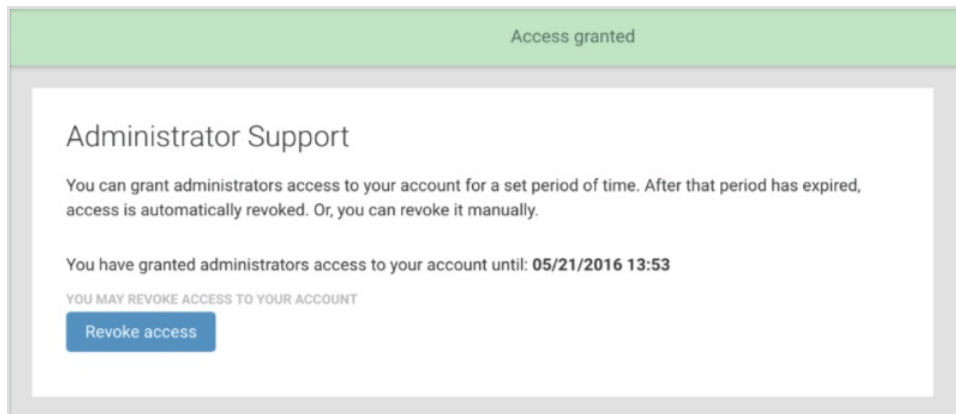 Access granted
Administrator Support
You can grant administrators access to your account for a set period of time. After that period has expired,
access is automatically revoked. Or, you can revoke it manually.
You have granted administrators access to your account until: 05/21/2016 13:53
YOU MAY REVOKE ACCESS TO YOUR ACCOUNT
Revoke access